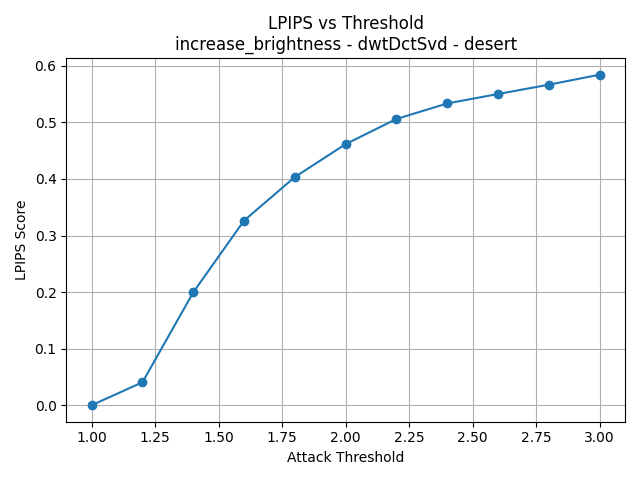 LPIPS vs Threshold
increase_brightness - dwtDctSvd - desert
LPIPS Score
0.6
0.5
0.4
0.3
0.2
0.1
0.0
1.00 1.25 1.50 1.75 2.00 2.25 2.50 2.75 3.00
Attack Threshold